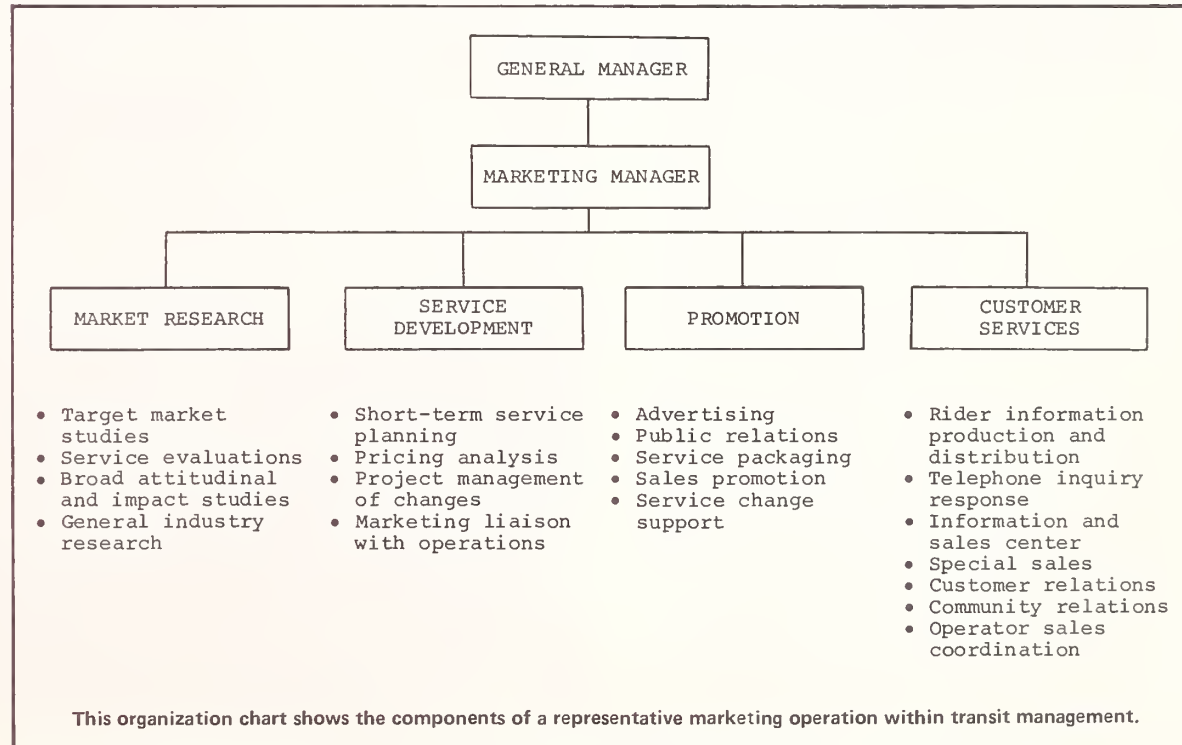 GENERAL MANAGER
MARKETING MANAGER
MARKET RESEARCH
SERVICE
DEVELOPMENT
PROMOTION
CUSTOMER
SERVICES
• Target market
studies
• Service evaluations
• Broad attitudinal
and impact studies
• General industry
research
• Short-term service
planning
• Pricing analysis
• Project management
of changes
• Marketing liaison
with operations
• Advertising
• Public relations
• Service packaging
• Sales promotion
• Service change
support
• Rider information
production and
distribution
• Telephone inquiry
response
• Information and
sales center
• Special sales
• Customer relations
• Community relations
• Operator sales
coordination
This organization chart shows the components of a representative marketing operation within transit management.